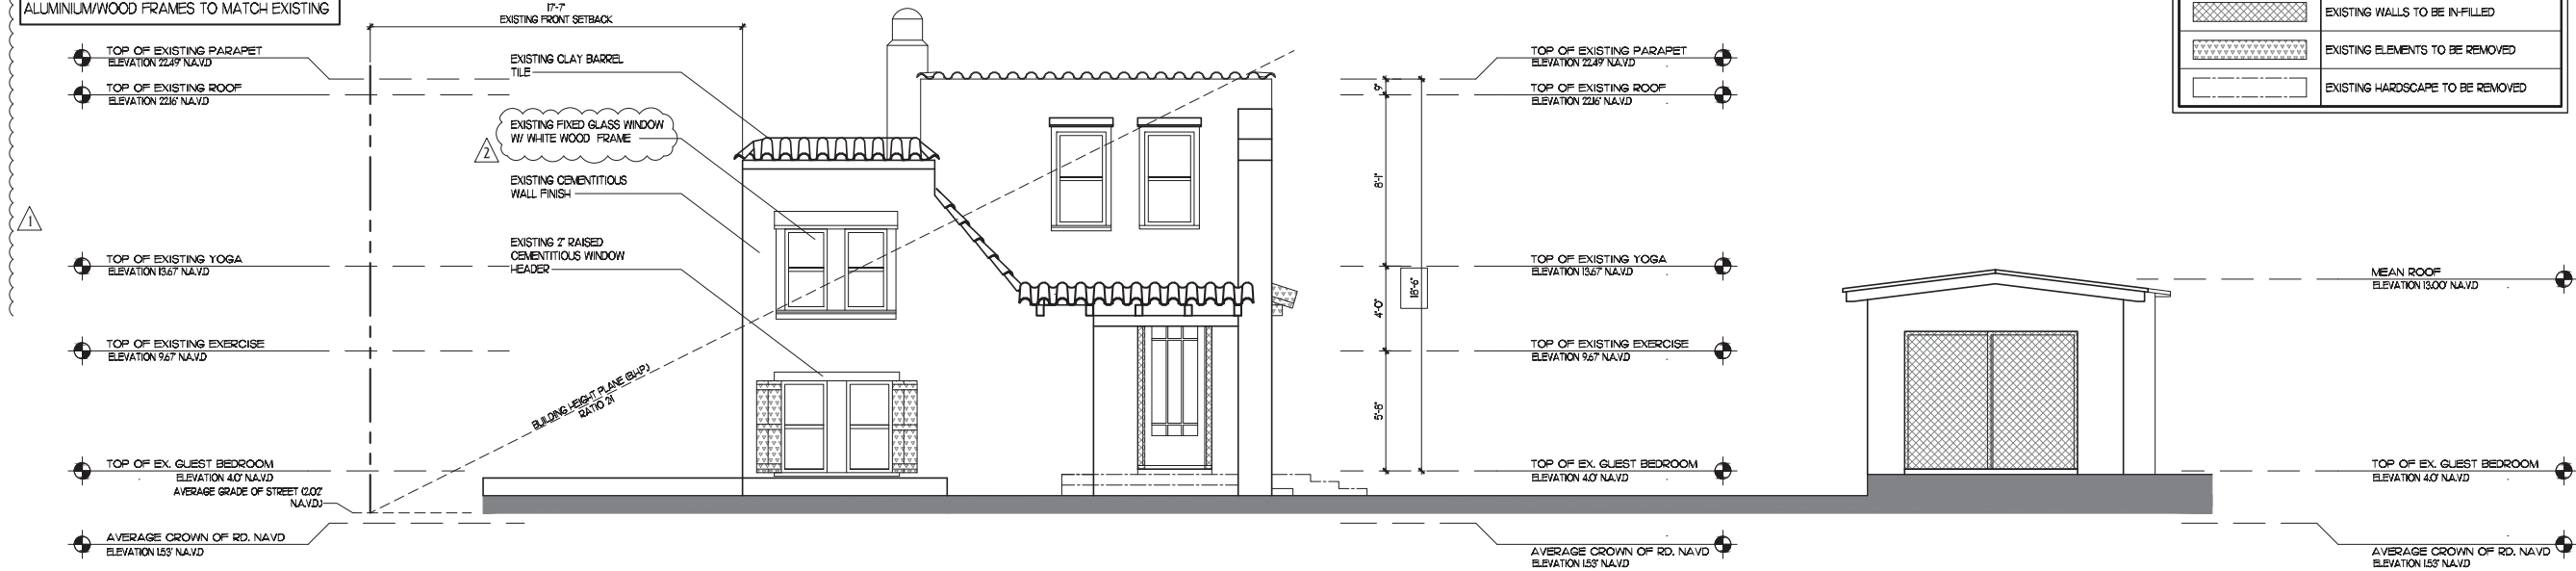 ALUMINIUM/WOOD FRAMES TO MATCH EXISTING
17'-7"
EXISTING FRONT SETBACK
EXISTING WALLS TO BE IN-FILLED
EXISTING ELEMENTS TO BE REMOVED
EXISTING HARDSCAPE TO BE REMOVED
TOP OF EXISTING PARAPET
ELEVATION 22.49' N.A.V.D
TOP OF EXISTING ROOF
ELEVATION 22.16' N.A.V.D
TOP OF EXISTING YOGA
ELEVATION 13.67' N.A.V.D
TOP OF EXISTING EXERCISE
ELEVATION 9.67' N.A.V.D
TOP OF EX. GUEST BEDROOM
ELEVATION 4.0' N.A.V.D
AVERAGE GRADE OF STREET (2.02'
N.A.V.D.)
AVERAGE CROWN OF RD. NAVD
ELEVATION 1.53' N.A.V.D
1
EXISTING CLAY BARREL
TILE
2
EXISTING FIXED GLASS WINDOW
W/ WHITE WOOD FRAME
EXISTING CEMENTITIOUS
WALL FINISH
EXISTING 2" RAISED
CEMENTITIOUS WINDOW
HEADER
BUILDING HEIGHT PLANE (B.H.P.)
RATIO 2:1
9"
8'-1"
4'-0"
5'-8"
18'-6"
TOP OF EXISTING PARAPET
ELEVATION 22.49' N.A.V.D
TOP OF EXISTING ROOF
ELEVATION 22.16' N.A.V.D
TOP OF EXISTING YOGA
ELEVATION 13.67' N.A.V.D
TOP OF EXISTING EXERCISE
ELEVATION 9.67' N.A.V.D
TOP OF EX. GUEST BEDROOM
ELEVATION 4.0' N.A.V.D
AVERAGE CROWN OF RD. NAVD
ELEVATION 1.53' N.A.V.D
MEAN ROOF
ELEVATION 13.00' N.A.V.D
TOP OF EX. GUEST BEDROOM
ELEVATION 4.0' N.A.V.D
AVERAGE CROWN OF RD. NAVD
ELEVATION 1.53' N.A.V.D